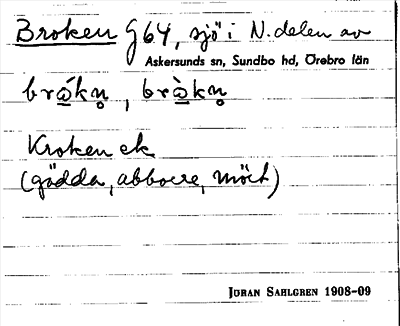 Broken G64, sjö i N. delen av
Askersunds sn, Sundbo hd, Örebro län
Kroken ek
(gädda, abborre, mört)
JÖRAN SAHLGREN 1908-09